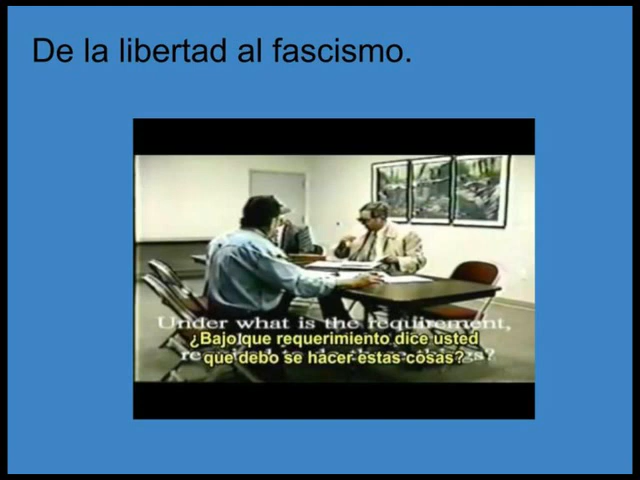 De la libertad al fascismo.
Under what is the requirement,
¿Bajo que requerimiento dice usted
que debo se hacer estas cosas?